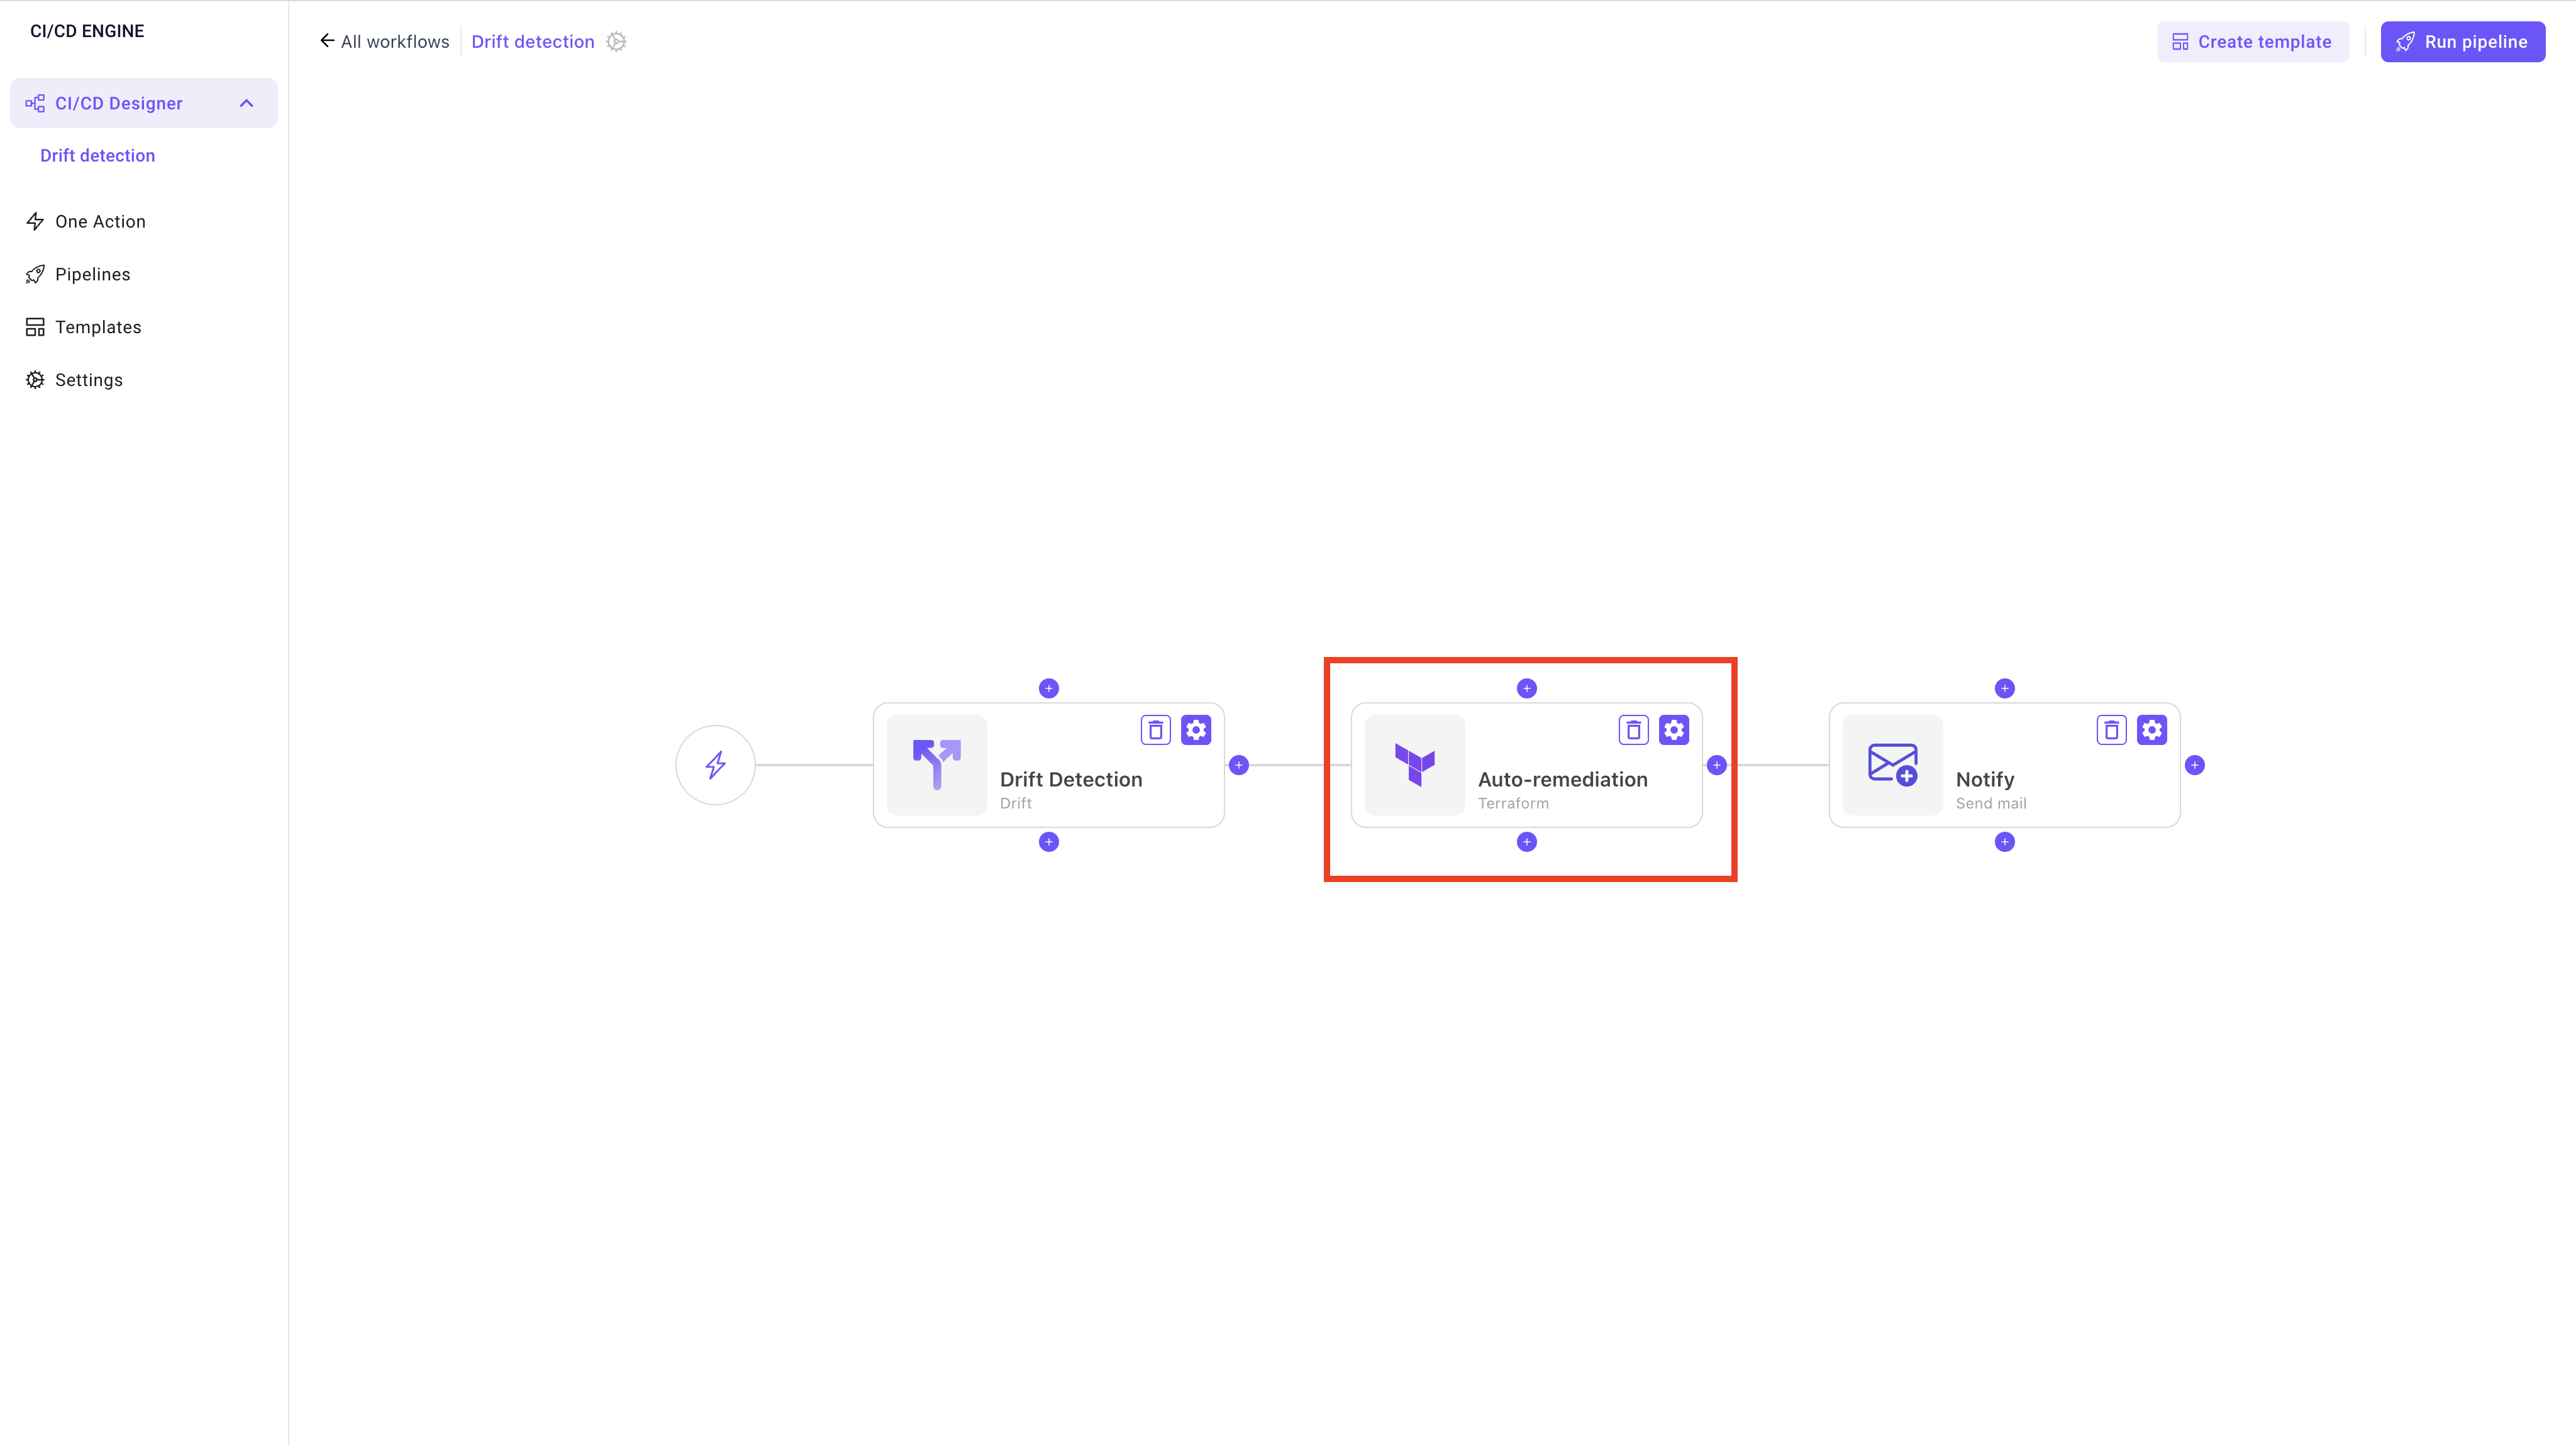 CI/CD ENGINE
CI/CD Designer
Drift detection
One Action
Pipelines
Templates
Settings
All workflows
Drift detection
Create template
Run pipeline
Drift Detection
Drift
Auto-remediation
Terraform
Notify
Send mail